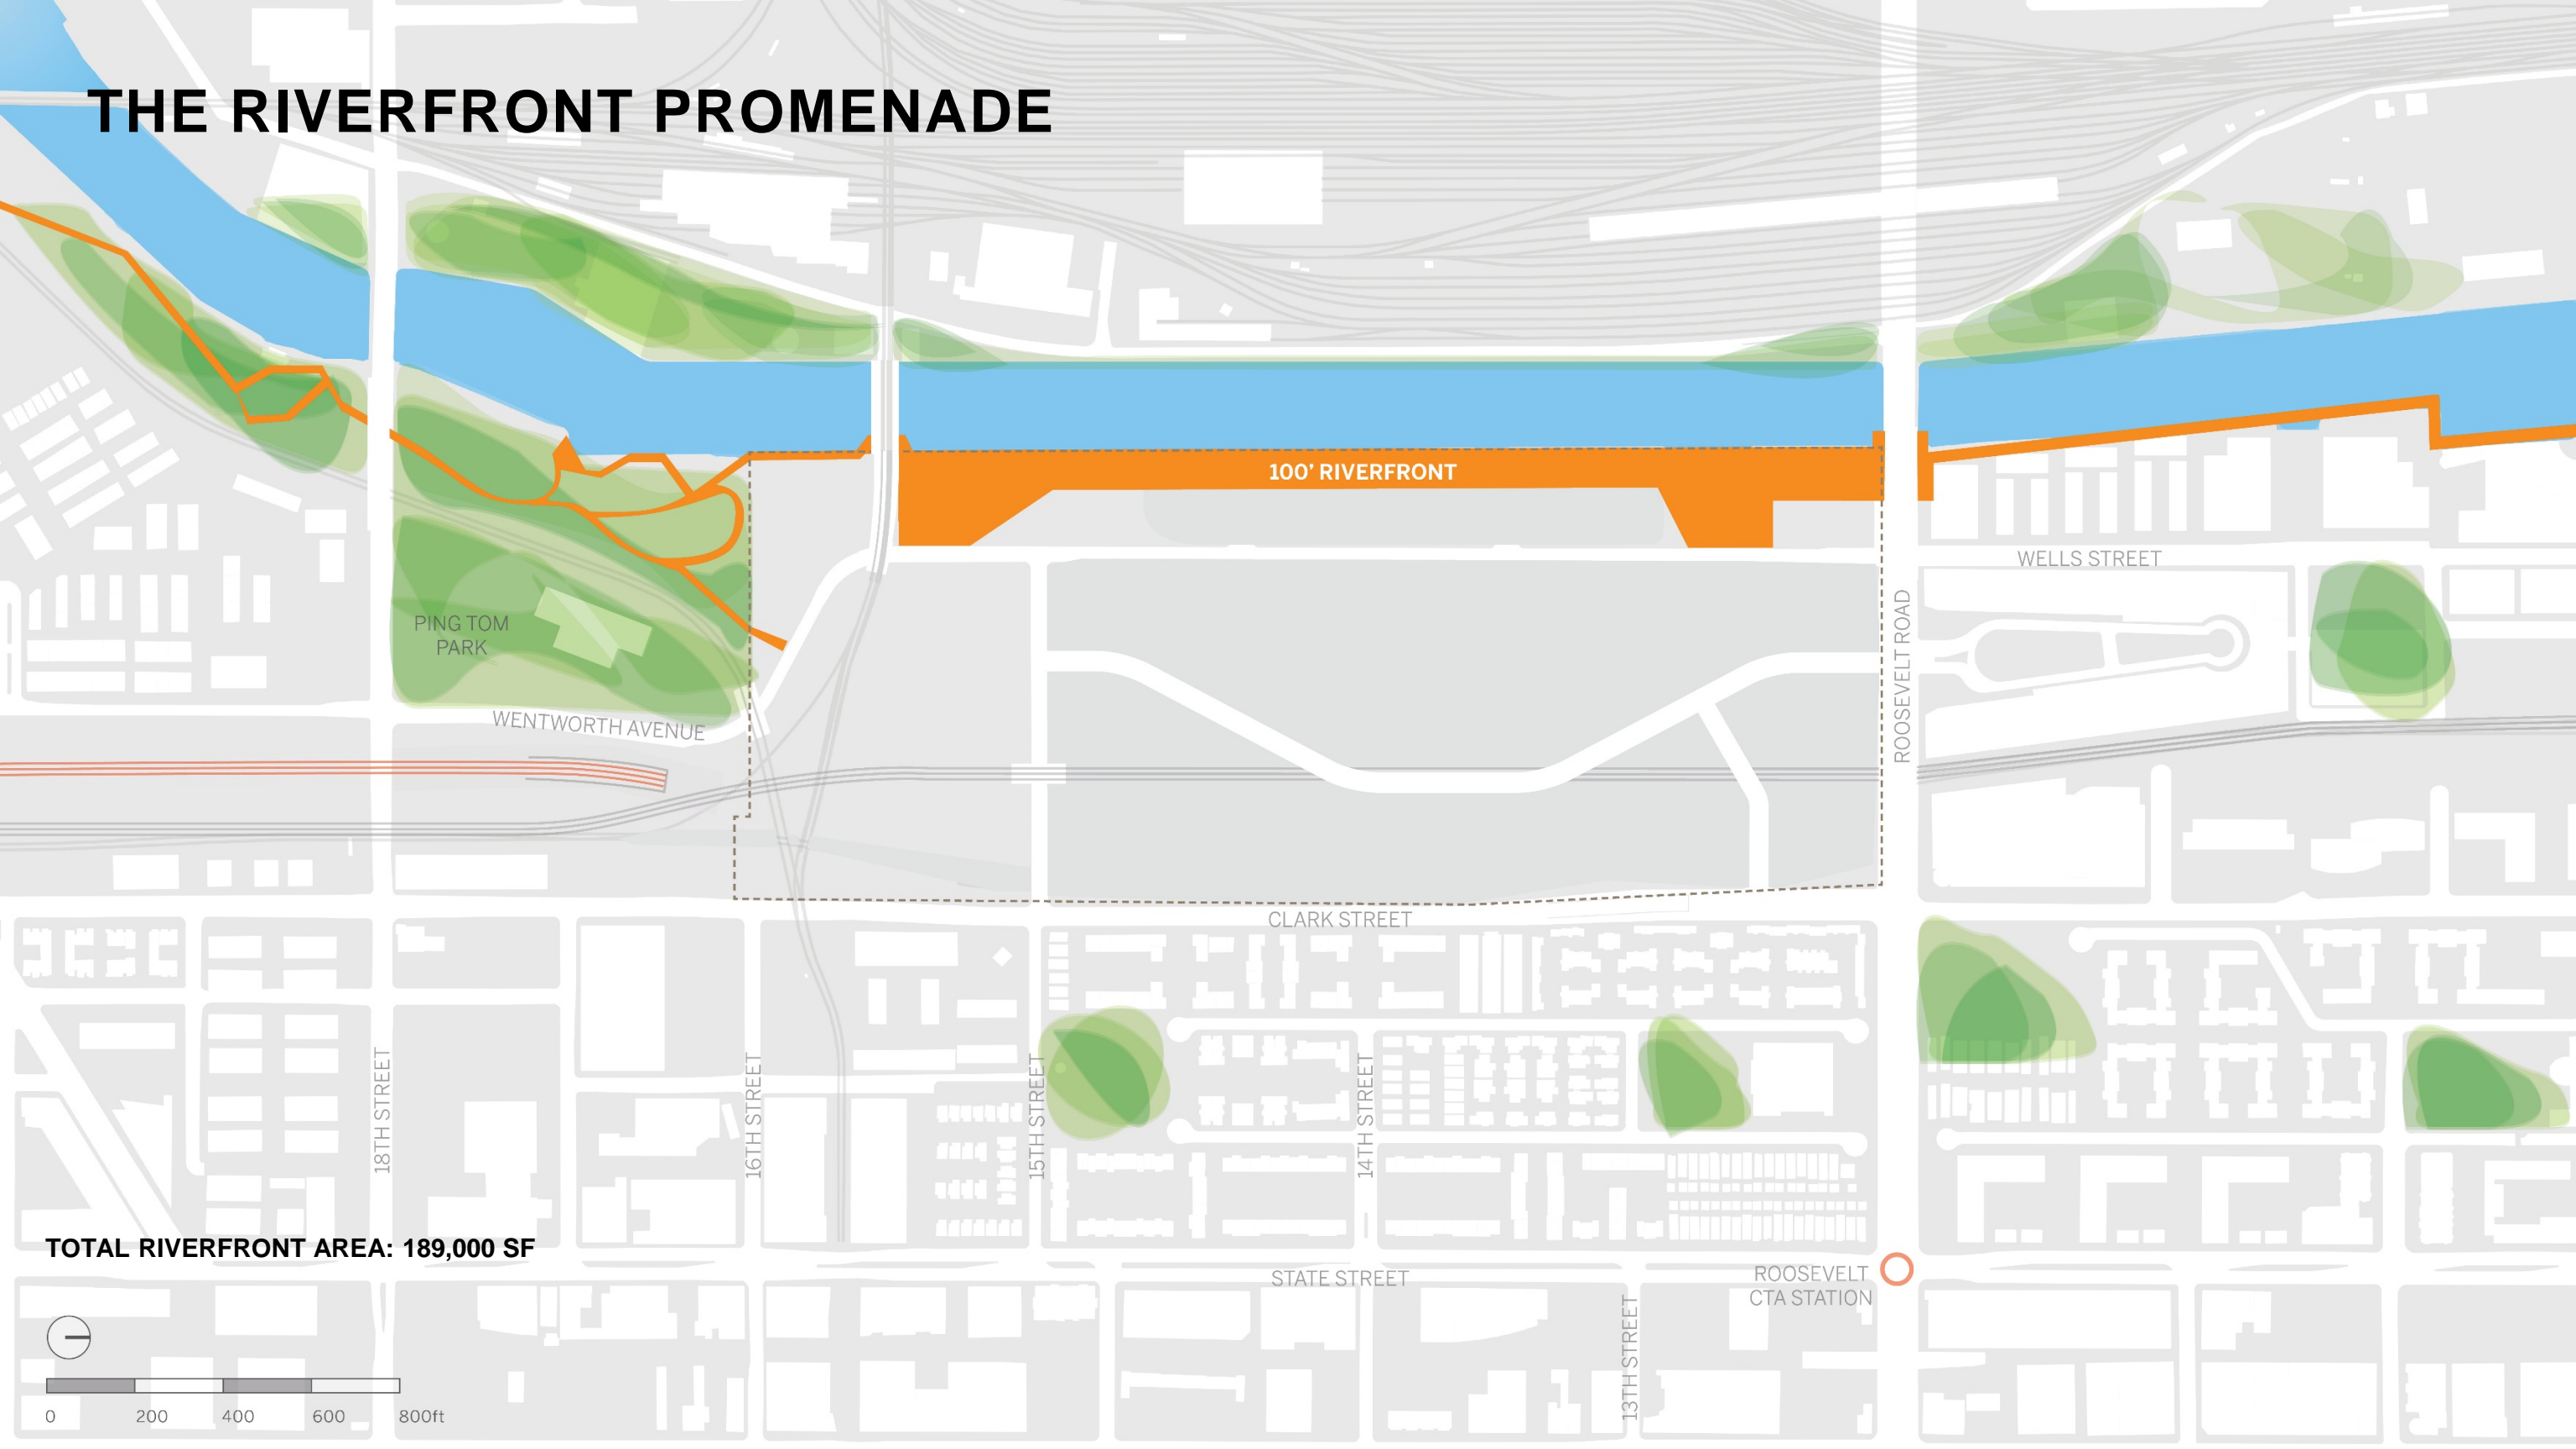 THE RIVERFRONT PROMENADE
100’ RIVERFRONT
WELLS STREET
ROOSEVELT ROAD
PING TOM
PARK
WENTWORTH AVENUE
CLARK STREET
18TH STREET
16TH STREET
15TH STREET
14TH STREET
TOTAL RIVERFRONT AREA: 189,000 SF
STATE STREET
ROOSEVELT
CTA STATION
13TH STREET
0 200 400 600 800ft